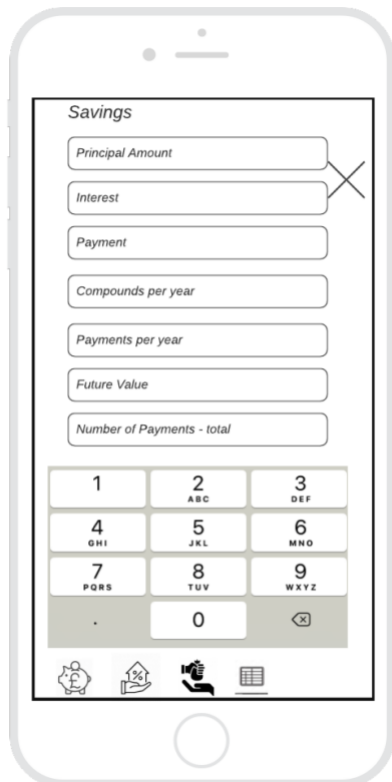 Savings
Principal Amount
Interest
Payment
Compounds per year
Payments per year
Future Value
Number of Payments - total
1 2 3
ABC DEF
4 5 6
GHI JKL MNO
7 8 9
PQRS TUV WXYZ
. 0
£ %